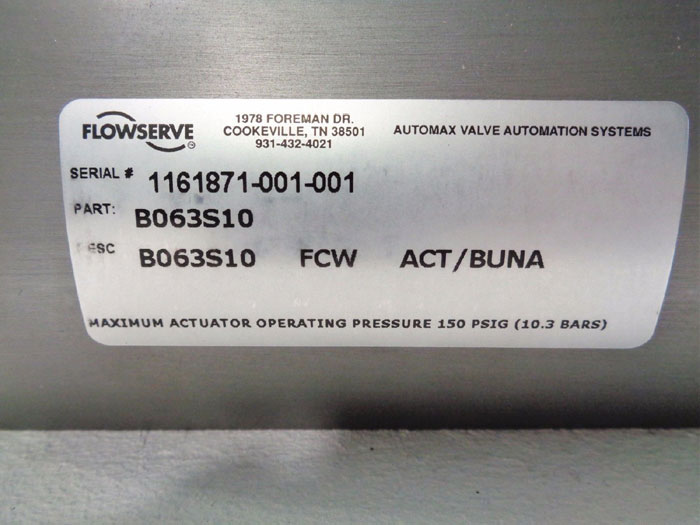 FLOWSERVE
1978 FOREMAN DR.
COOKEVILLE, TN 38501
931-432-4021
AUTOMAX VALVE AUTOMATION SYSTEMS
SERIAL # 1161871-001-001
PART: B063S10
ESC B063S10 FCW ACT/BUNA
MAXIMUM ACTUATOR OPERATING PRESSURE 150 PSIG (10.3 BARS)